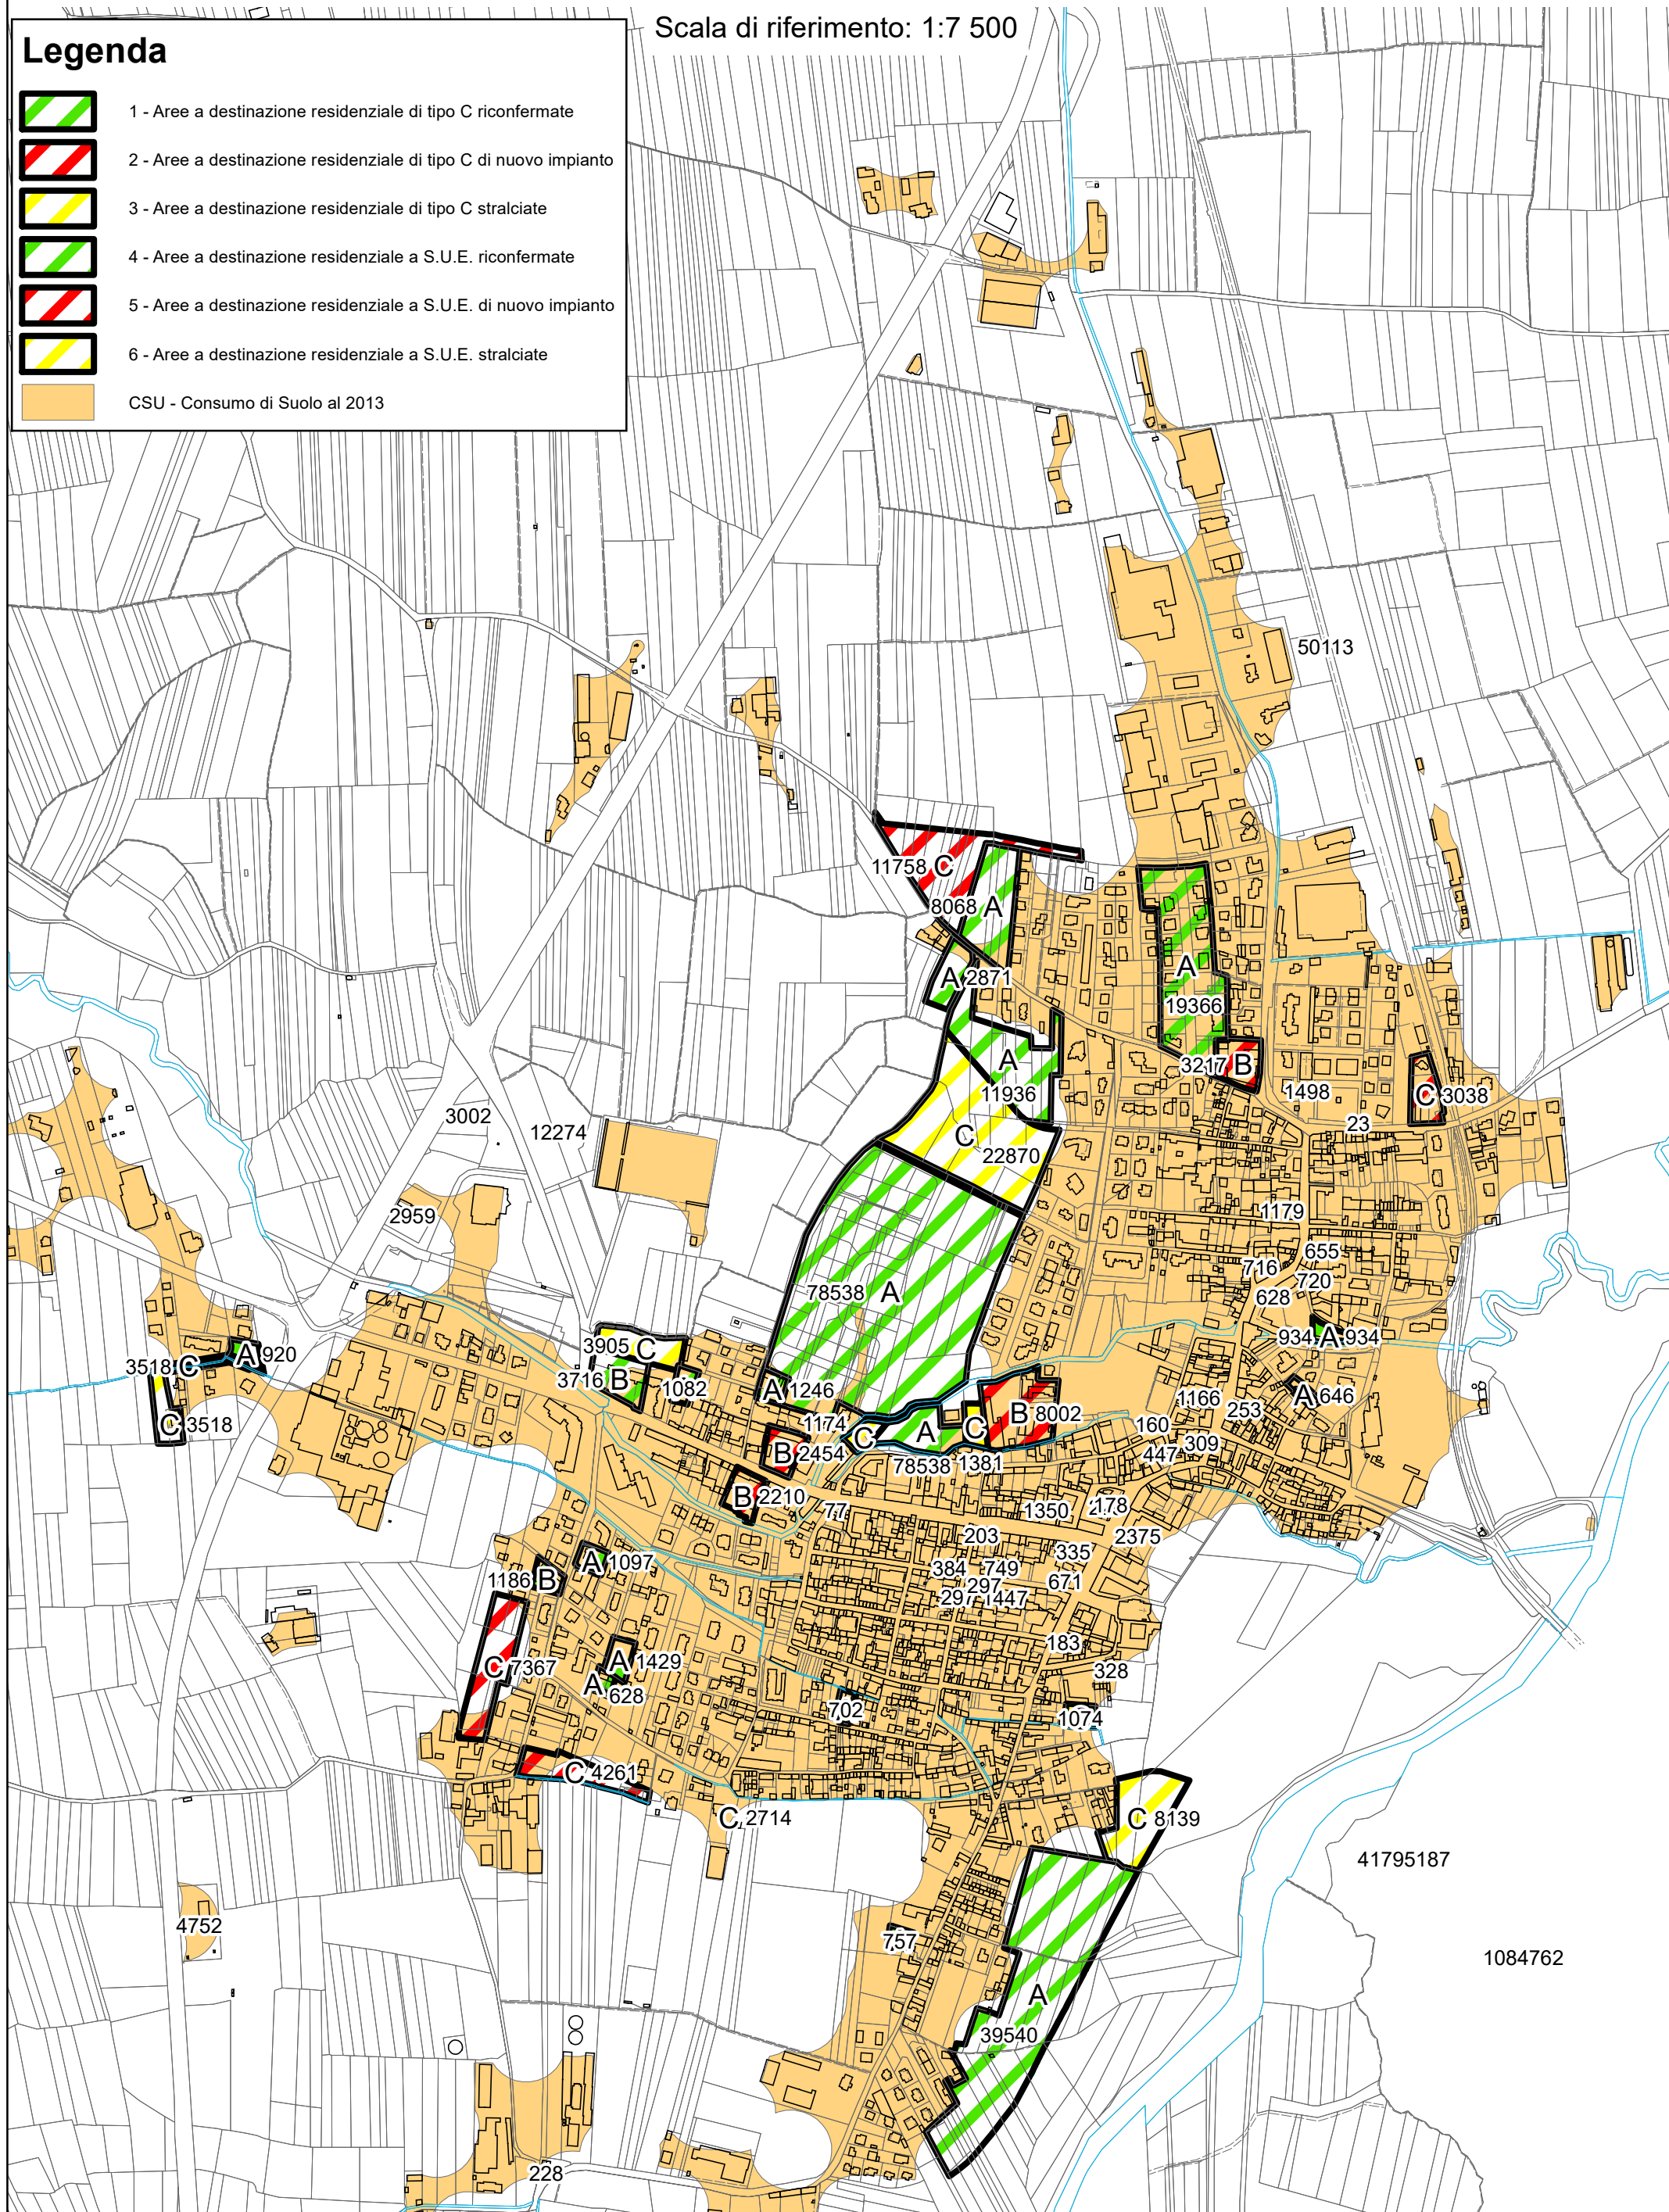 Scala di riferimento: 1:7 500
Legenda
1 - Aree a destinazione residenziale di tipo C riconfermate
2 - Aree a destinazione residenziale di tipo C di nuovo impianto
3 - Aree a destinazione residenziale di tipo C stralciate
4 - Aree a destinazione residenziale a S.U.E. riconfermate
5 - Aree a destinazione residenziale a S.U.E. di nuovo impianto
6 - Aree a destinazione residenziale a S.U.E. stralciate
CSU - Consumo di Suolo al 2013
50113
11758 C
8068 A
A 2871
A
19366
A
11936
3217 B
1498
C 3038
23
3002
12274
C
22870
2959
1179
655
716
720
628
78538 A
934 A 934
3905 C
3518 C
A 920
3716 B
1082
A 1246
A 646
1166
253
C 3518
1174
C
A
C
B 8002
160
309
447
B 2454
78538
1381
B 2210
77
1350
178
203
2375
335
384
749
671
297
297
1447
A 1097
1186 B
183
A 1429
C 7367
328
A
628
702
1074
C 4261
C 2714
C 8139
41795187
4752
757
1084762
A
39540
228